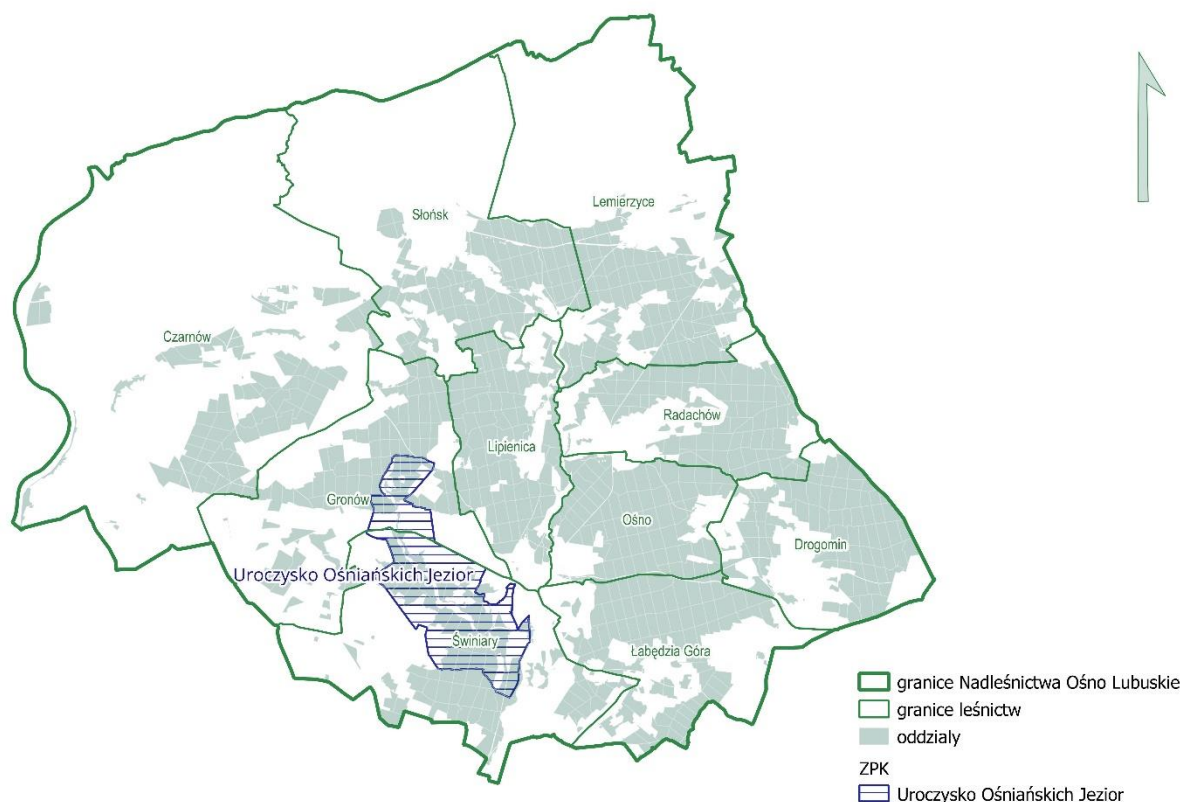 Lemierzyce
Słońsk
Czarnów
Radachów
Lipienica
Gronów
Ośno
Drogomin
Uroczysko Ośniańskich Jezior
Świniary
Łabędzia Góra
granice Nadleśnictwa Ośno Lubuskie
granice leśnictw
oddzialy
ZPK
Uroczysko Ośniańskich Jezior